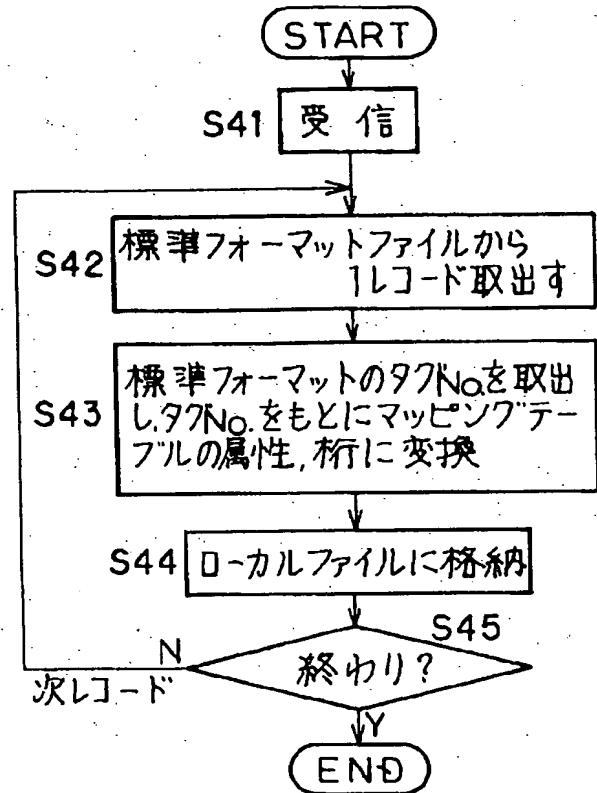 START
S41 受信
S42 標準フォーマットファイルから
1レコード取出す
標準フォーマットのタグNo.を取出
S43 し,タグNo.をもとにマッピングテー
ブルの属性,桁に変換
S44 ローカルファイルに格納
S45
終わり?
N
次レコード
Y
END